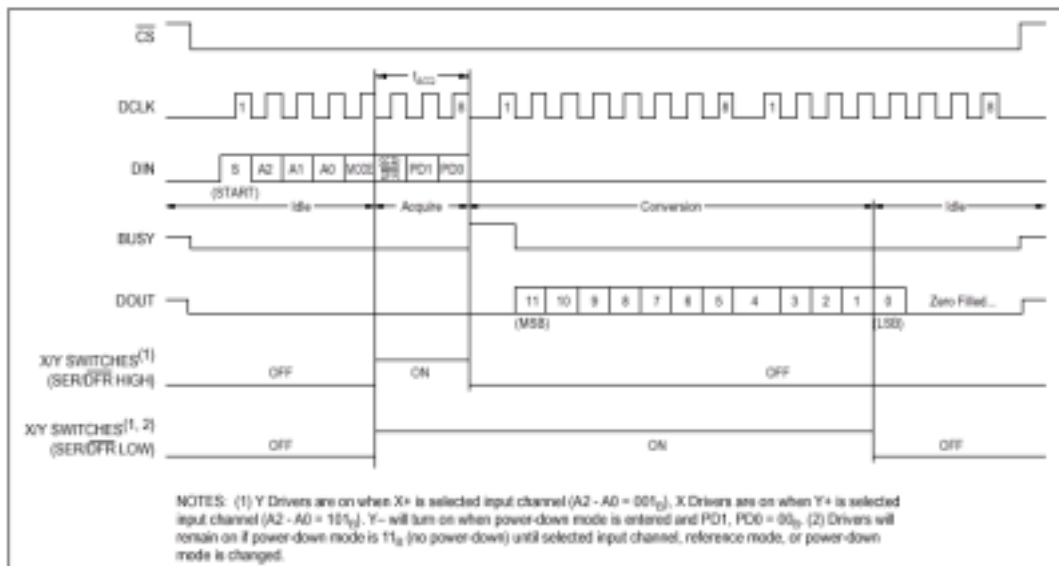 CS
tACQ
DCLK 1 8 1 8 1 8
DIN S A2 A1 A0 MODE SER/DFR PD1 PD0
(START)
Idle Acquire Conversion Idle
BUSY
DOUT 11 10 9 8 7 6 5 4 3 2 1 0 Zero Filled...
(MSB) (LSB)
X/Y SWITCHES(1)
(SER/DFR HIGH) OFF ON OFF
X/Y SWITCHES(1, 2)
(SER/DFR LOW) OFF ON OFF
NOTES: (1) Y Drivers are on when X+ is selected input channel (A2 - A0 = 001B), X Drivers are on when Y+ is selected
input channel (A2 - A0 = 101B). Y– will turn on when power-down mode is entered and PD1, PD0 = 00B. (2) Drivers will
remain on if power-down mode is 11B (no power-down) until selected input channel, reference mode, or power-down
mode is changed.